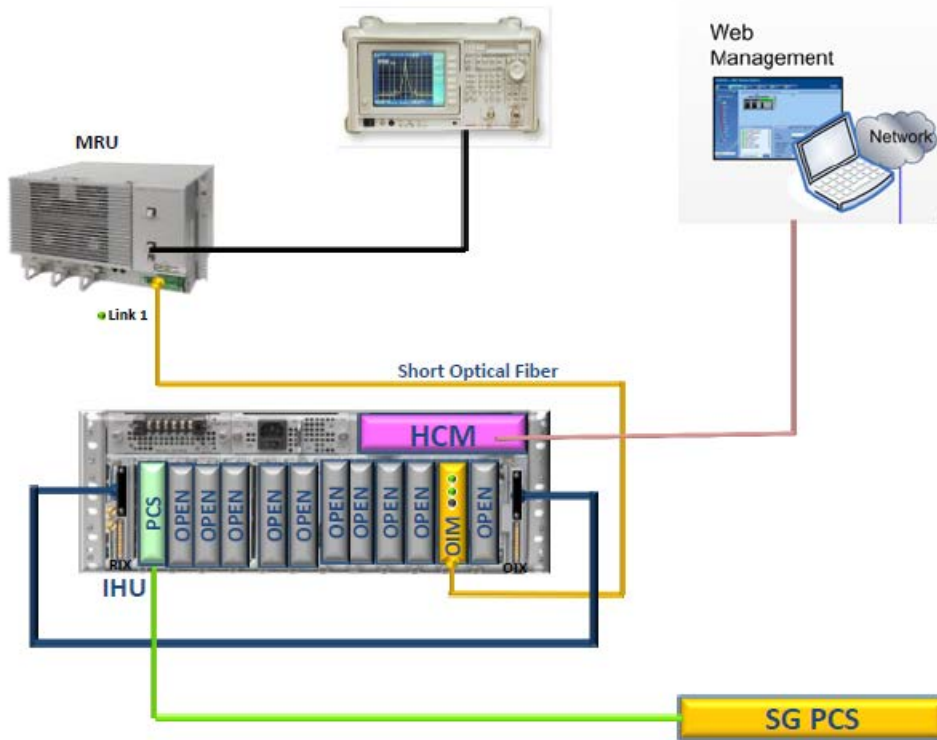 Web
Management
Network
MRU
Link 1
Short Optical Fiber
HCM
PCS
OPEN
OPEN
OPEN
OPEN
OPEN
OPEN
OPEN
OPEN
OPEN
OIM
OPEN
RIX
OIX
IHU
SG PCS